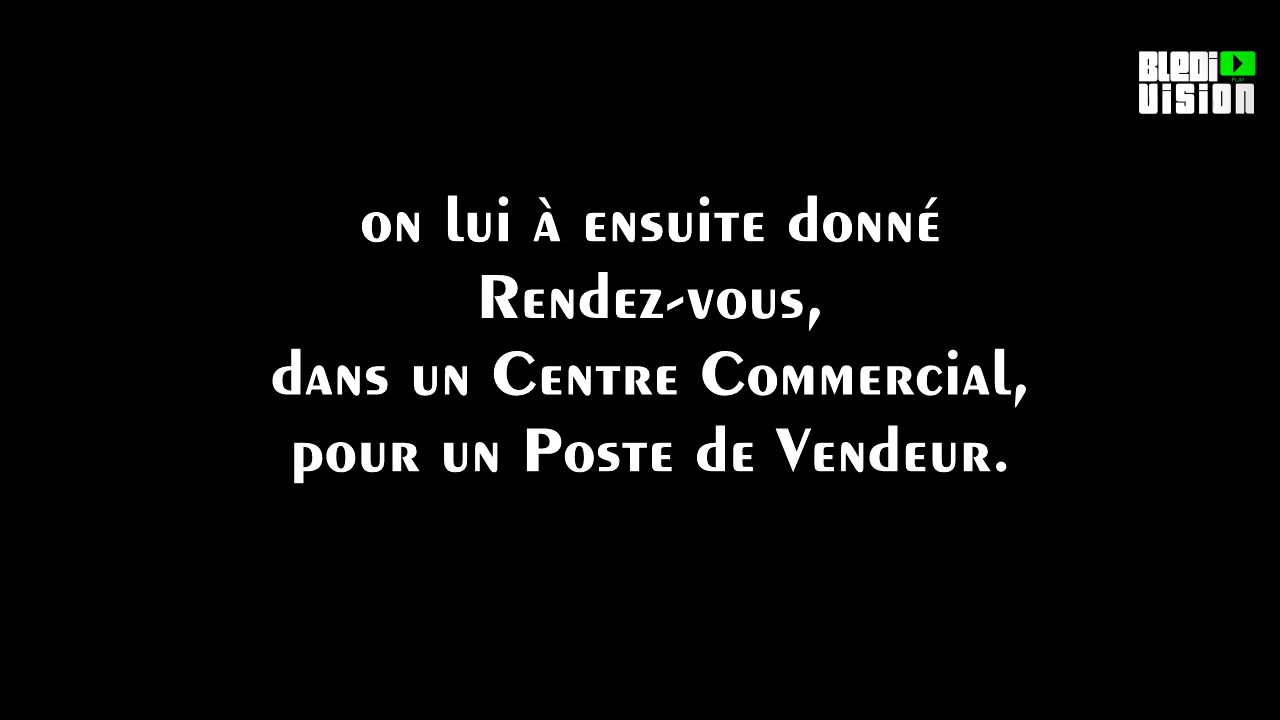 BLEDI
PLAY
VISION
on lui à ensuite donné
Rendez-vous,
dans un Centre Commercial,
pour un Poste de Vendeur.